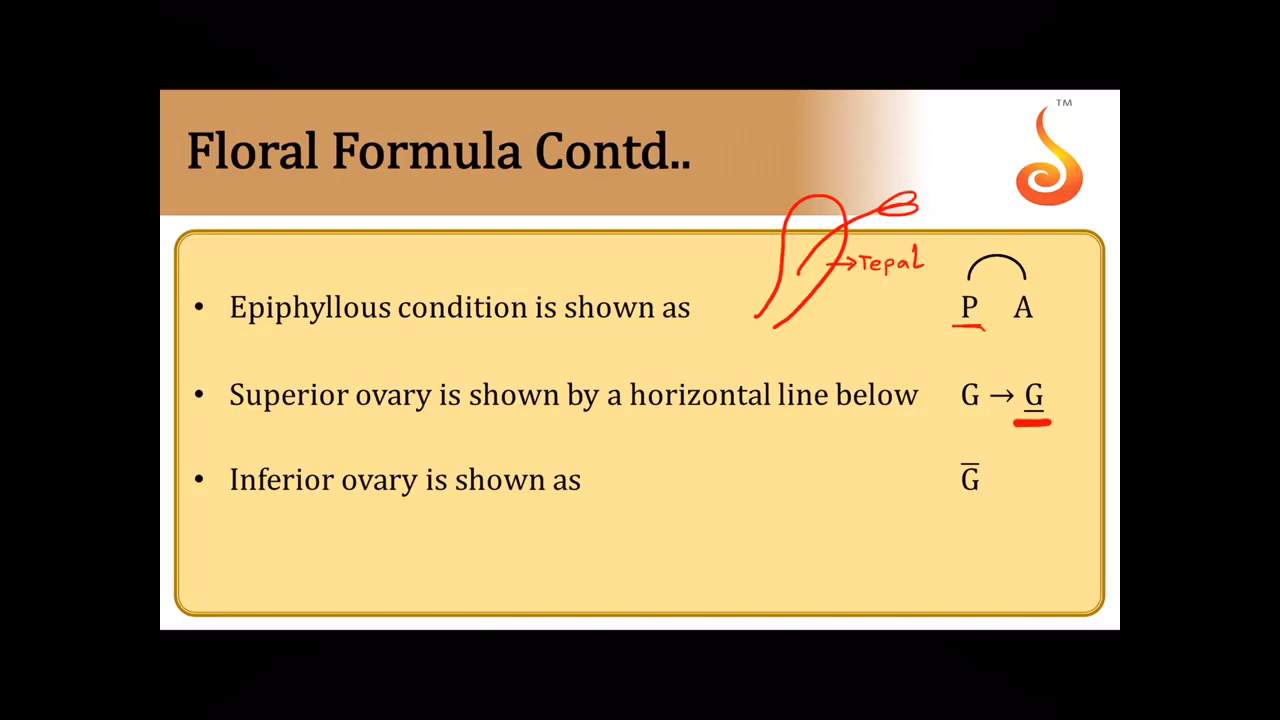 ™
Floral Formula Contd..
→Tepal
• Epiphyllous condition is shown as P A
• Superior ovary is shown by a horizontal line below G → G̲
• Inferior ovary is shown as G̅